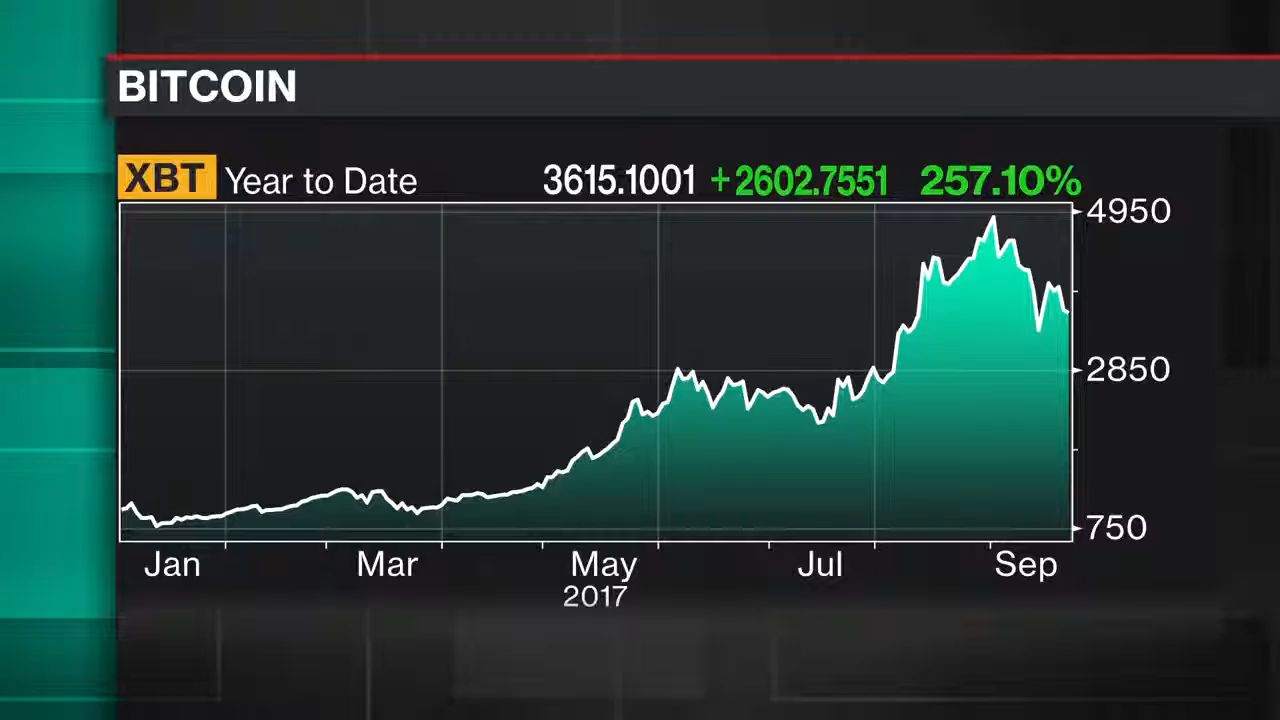 BITCOIN
XBT Year to Date 3615.1001 +2602.7551 257.10%
4950
2850
750
Jan Mar May Jul Sep
2017